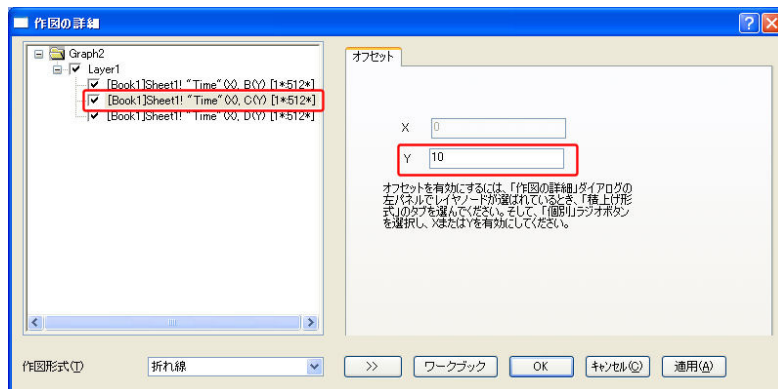 作図の詳細
Graph2
Layer1
[Book1]Sheet1! "Time" (X), B(Y) [1*:512*]
[Book1]Sheet1! "Time" (X), C(Y) [1*:512*]
[Book1]Sheet1! "Time" (X), D(Y) [1*:512*]
オフセット
X 0
Y 10
オフセットを有効にするには、「作図の詳細」ダイアログの
左パネルでレイヤノードが選ばれているとき、「積上げ形
式」のタブを選んでください。そして、「個別」ラジオボタン
を選択し、XまたはYを有効にしてください。
作図形式(T) 折れ線 >> ワークブック OK キャンセル(C) 適用(A)